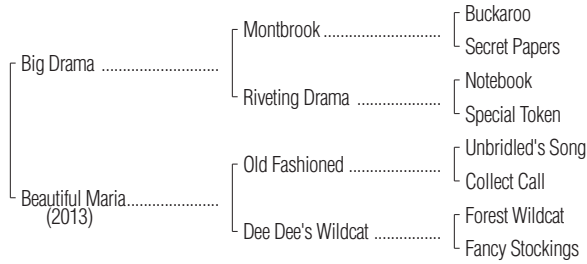 Buckaroo
Montbrook ..........................
Secret Papers
Big Drama ..........................
Notebook
Riveting Drama ..................
Special Token
Unbridled's Song
Old Fashioned ....................
Collect Call
Beautiful Maria....................
(2013)
Forest Wildcat
Dee Dee's Wildcat ..............
Fancy Stockings